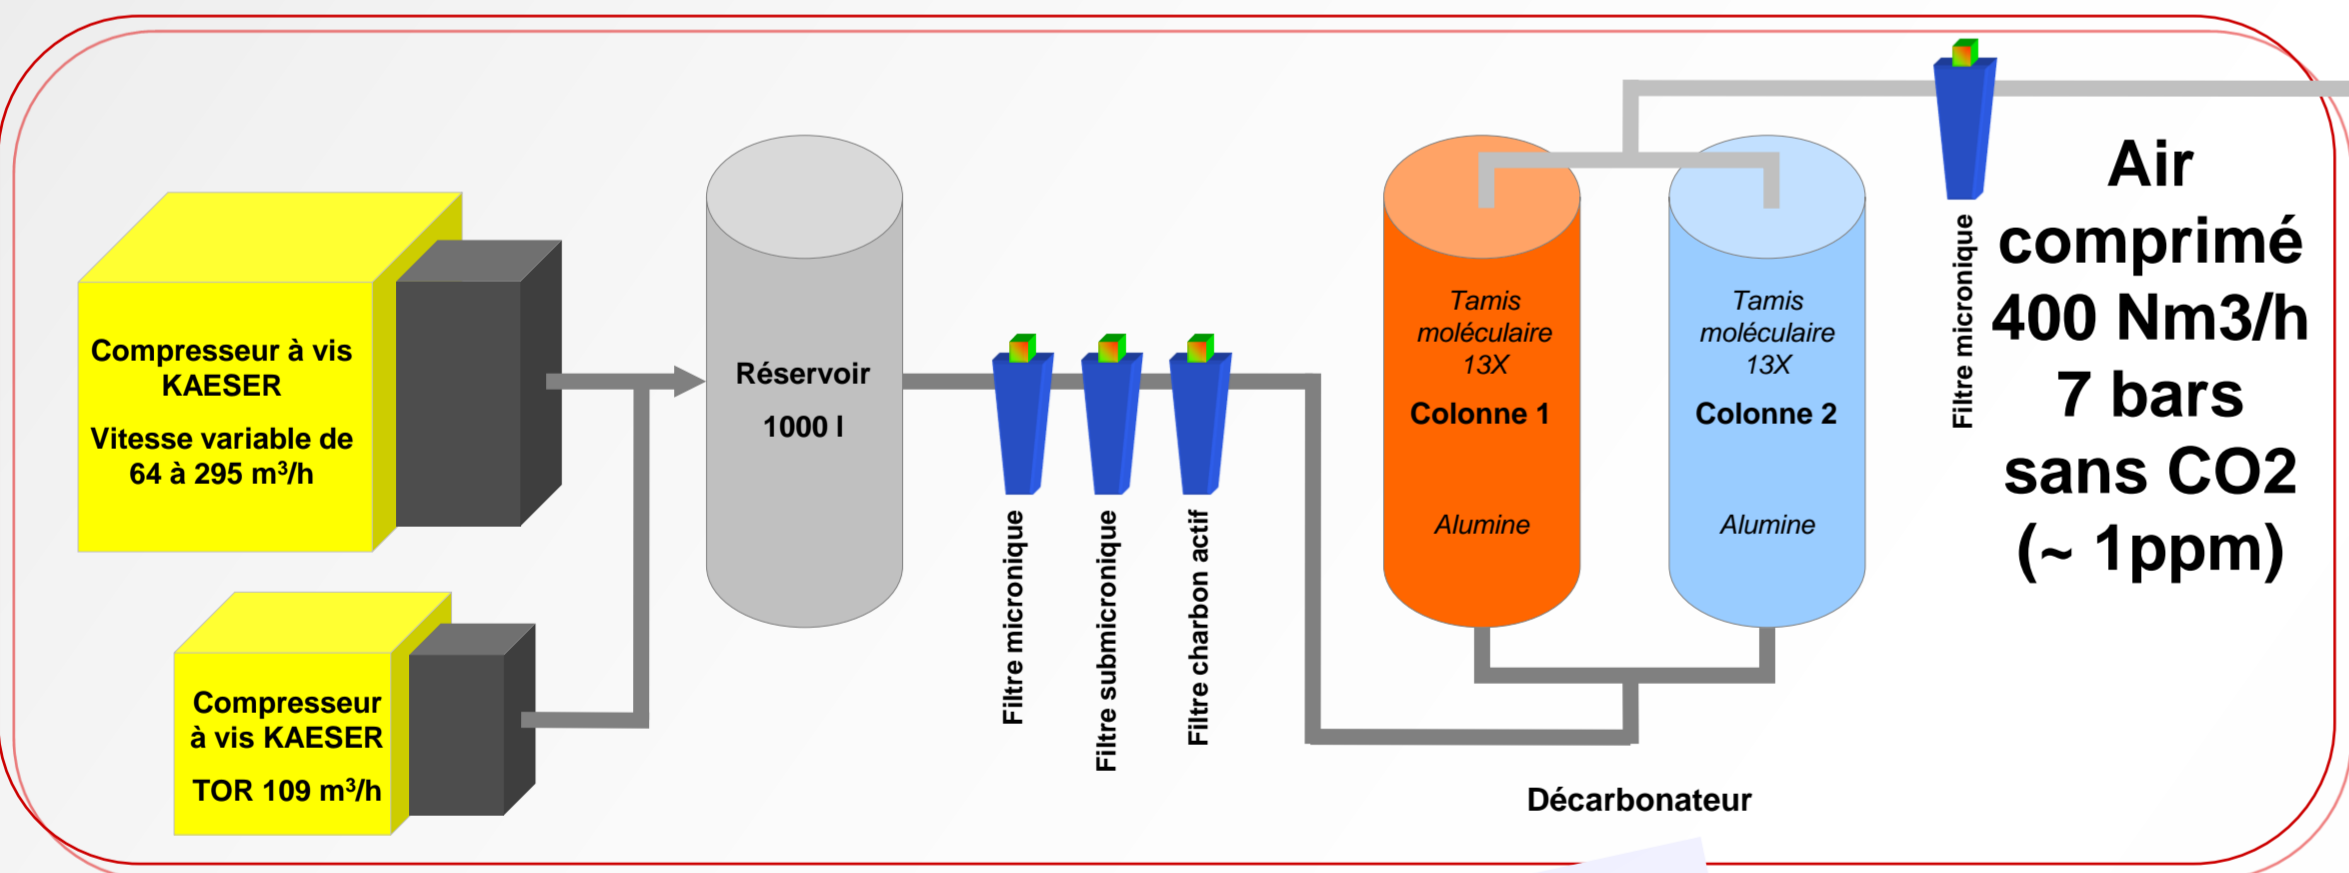 Compresseur à vis
KAESER
Vitesse variable de
64 à 295 m³/h
Compresseur
à vis KAESER
TOR 109 m³/h
Réservoir
1000 l
Filtre micronique
Filtre submicronique
Filtre charbon actif
Tamis
moléculaire
13X
Colonne 1
Alumine
Tamis
moléculaire
13X
Colonne 2
Alumine
Décarbonateur
Filtre micronique
Air
comprimé
400 Nm3/h
7 bars
sans CO2
(~ 1ppm)